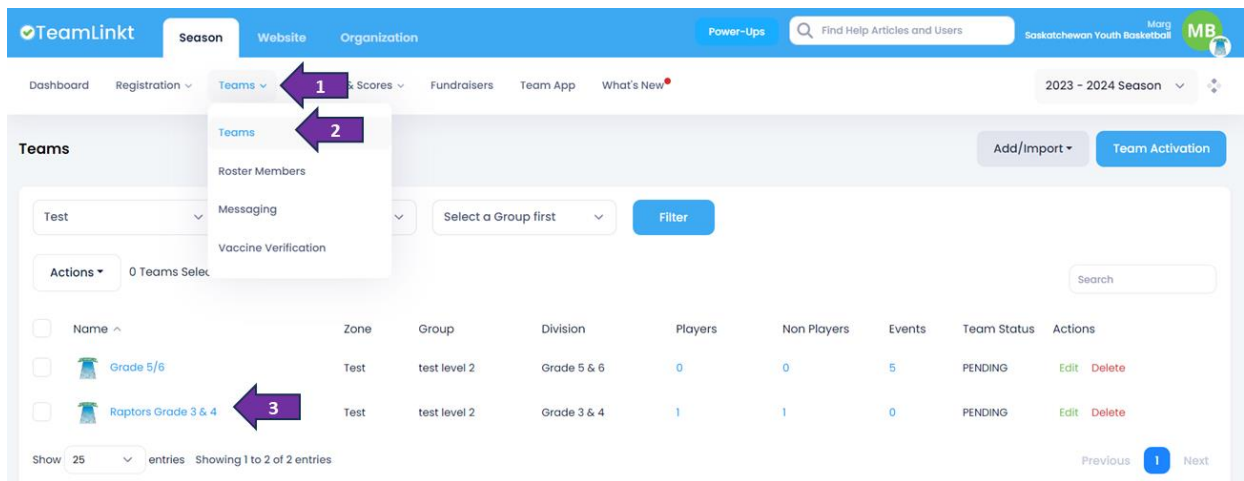 TeamLinkt
Season
Website
Organization
Power-Ups
Find Help Articles and Users
Marg
Saskatchewan Youth Basketball
MB
Dashboard
Registration
Teams
1
& Scores
Fundraisers
Team App
What's New
2023 - 2024 Season
Teams
2
Roster Members
Messaging
Vaccine Verification
Teams
Add/Import
Team Activation
Test
Select a Group first
Filter
Actions
0 Teams Selec
Search
Name Zone Group Division Players Non Players Events Team Status Actions
Grade 5/6 Test test level 2 Grade 5 & 6 0 0 5 PENDING Edit Delete
Raptors Grade 3 & 4 3 Test test level 2 Grade 3 & 4 1 1 0 PENDING Edit Delete
Show 25 entries Showing 1 to 2 of 2 entries
Previous 1 Next